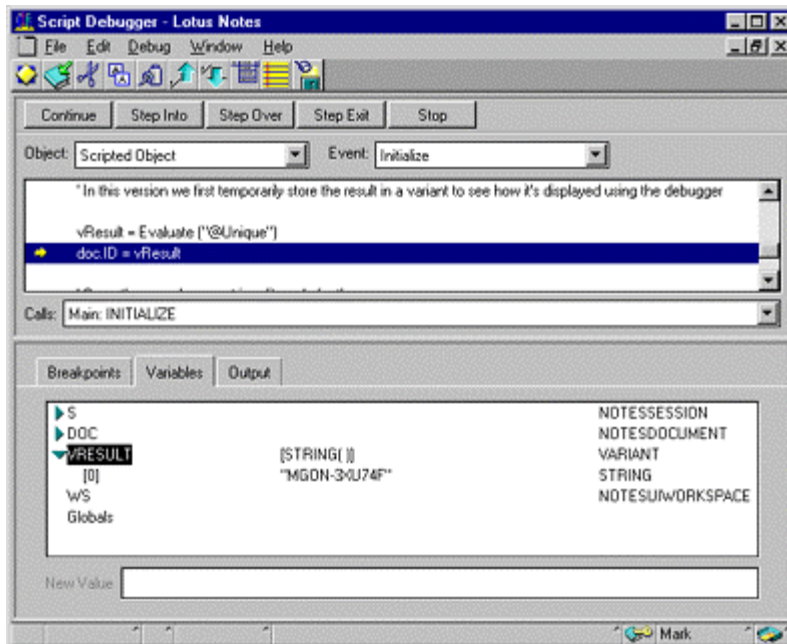 Script Debugger - Lotus Notes
File Edit Debug Window Help
Continue Step Into Step Over Step Exit Stop
Object: Scripted Object Event: Initialize
' In this version we first temporarily store the result in a variant to see how it's displayed using the debugger
vResult = Evaluate ("@Unique")
doc.ID = vResult
Calls: Main: INITIALIZE
Breakpoints Variables Output
S NOTESSESSION
DOC NOTESDOCUMENT
VRESULT [STRING( )] VARIANT
[0] "MGON-3XU74F" STRING
WS NOTESUIWORKSPACE
Globals
New Value
Mark